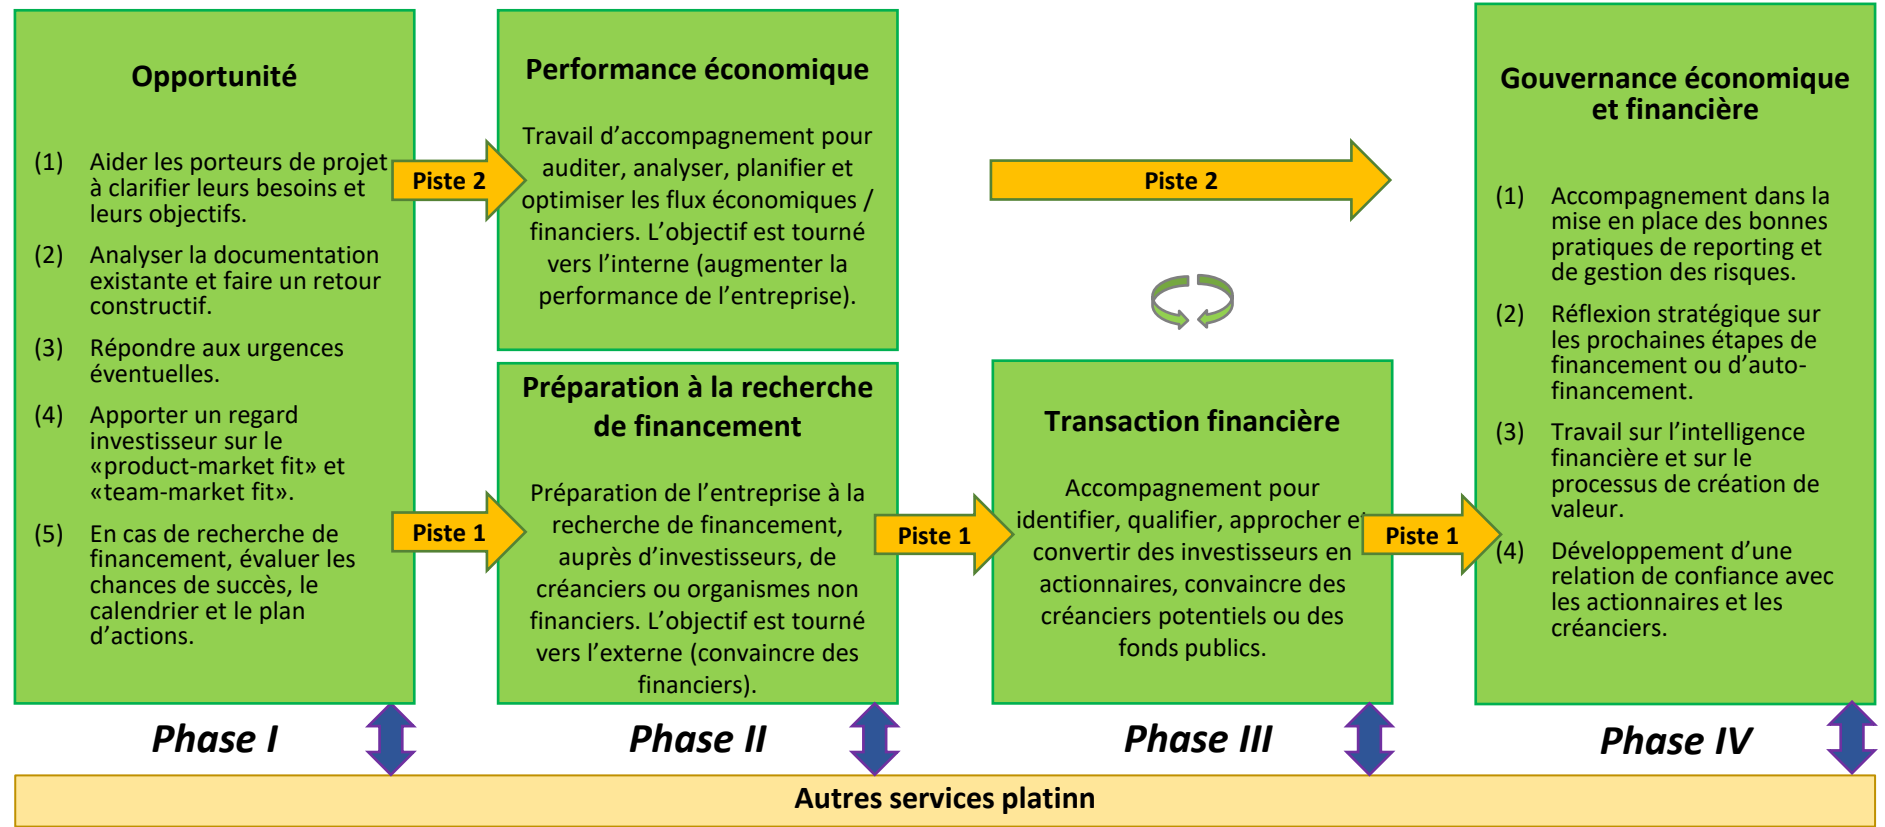 Opportunité
(1) Aider les porteurs de projet
à clarifier leurs besoins et
leurs objectifs.
(2) Analyser la documentation
existante et faire un retour
constructif.
(3) Répondre aux urgences
éventuelles.
(4) Apporter un regard
investisseur sur le
«product-market fit» et
«team-market fit».
(5) En cas de recherche de
financement, évaluer les
chances de succès, le
calendrier et le plan
d’actions.
Piste 2
Piste 1
Performance économique
Travail d’accompagnement pour
auditer, analyser, planifier et
optimiser les flux économiques /
financiers. L’objectif est tourné
vers l’interne (augmenter la
performance de l’entreprise).
Préparation à la recherche
de financement
Préparation de l’entreprise à la
recherche de financement,
auprès d’investisseurs, de
créanciers ou organismes non
financiers. L’objectif est tourné
vers l’externe (convaincre des
financiers).
Piste 2
Piste 1
Transaction financière
Accompagnement pour
identifier, qualifier, approcher et
convertir des investisseurs en
actionnaires, convaincre des
créanciers potentiels ou des
fonds publics.
Piste 1
Gouvernance économique
et financière
(1) Accompagnement dans la
mise en place des bonnes
pratiques de reporting et
de gestion des risques.
(2) Réflexion stratégique sur
les prochaines étapes de
financement ou d’auto-
financement.
(3) Travail sur l’intelligence
financière et sur le
processus de création de
valeur.
(4) Développement d’une
relation de confiance avec
les actionnaires et les
créanciers.
Phase I
Phase II
Phase III
Phase IV
Autres services platinn